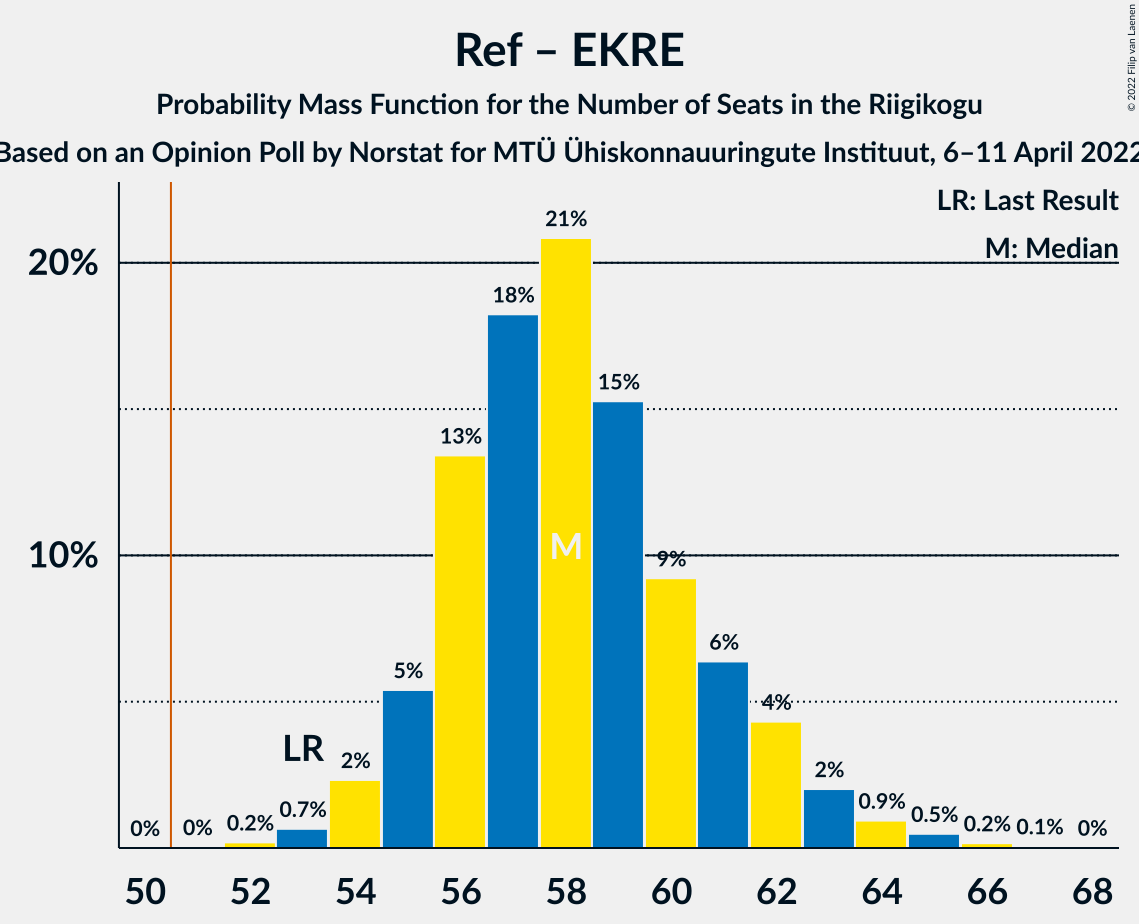 Ref – EKRE
Probability Mass Function for the Number of Seats in the Riigikogu
Based on an Opinion Poll by Norstat for MTÜ Ühiskonnauuringute Instituut, 6–11 April 2022
© 2022 Filip van Laenen
LR: Last Result
M: Median
20%
10%
0%
0%
0.2%
0.7%
LR
2%
5%
13%
18%
21%
M
15%
9%
6%
4%
2%
0.9%
0.5%
0.2%
0.1%
0%
50 52 54 56 58 60 62 64 66 68